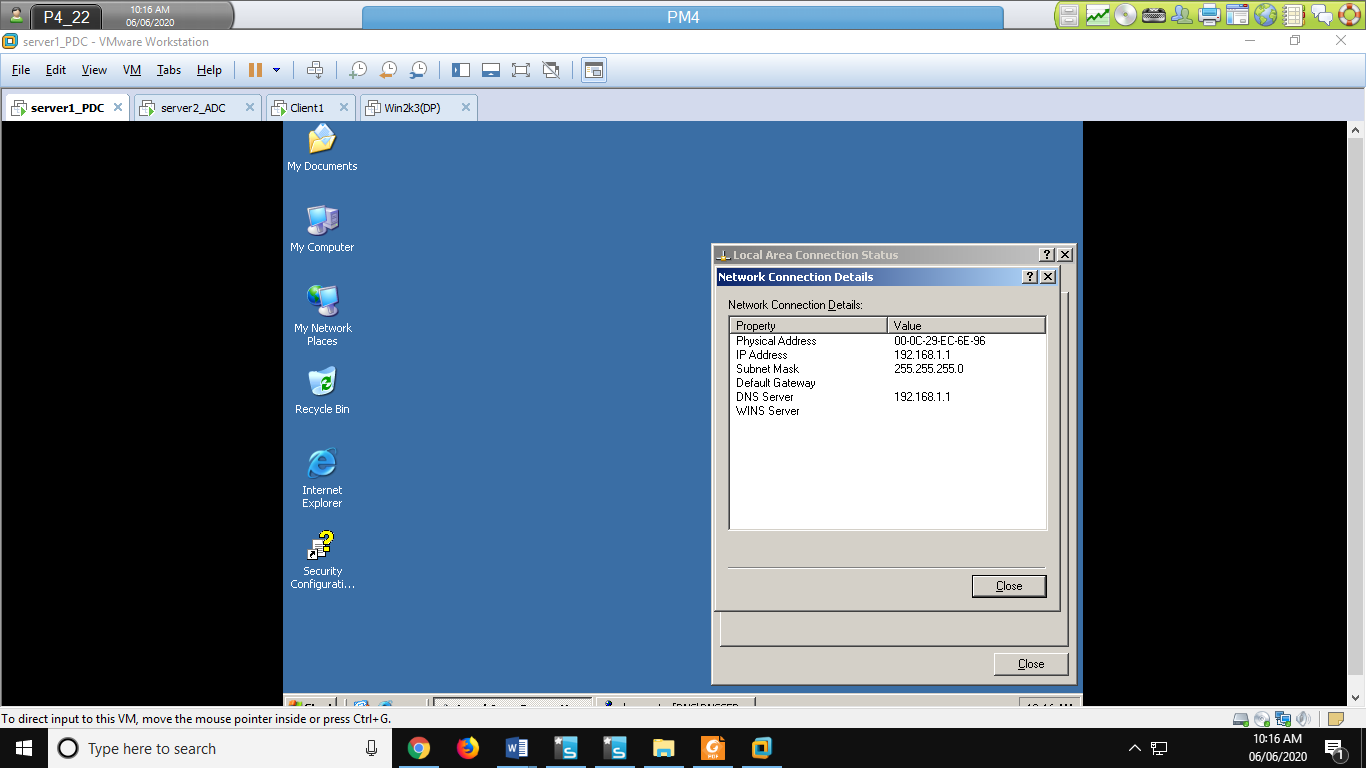 P4_22
10:16 AM
06/06/2020
PM4
server1_PDC - VMware Workstation
File Edit View VM Tabs Help
server1_PDC server2_ADC Client1 Win2k3(DP)
My Documents
My Computer
My Network
Places
Recycle Bin
Internet
Explorer
Security
Configurati...
Local Area Connection Status
Network Connection Details
Network Connection Details:
Property Value
Physical Address 00-0C-29-EC-6E-96
IP Address 192.168.1.1
Subnet Mask 255.255.255.0
Default Gateway
DNS Server 192.168.1.1
WINS Server
Close
Close
To direct input to this VM, move the mouse pointer inside or press Ctrl+G.
Type here to search
10:16 AM
06/06/2020
1